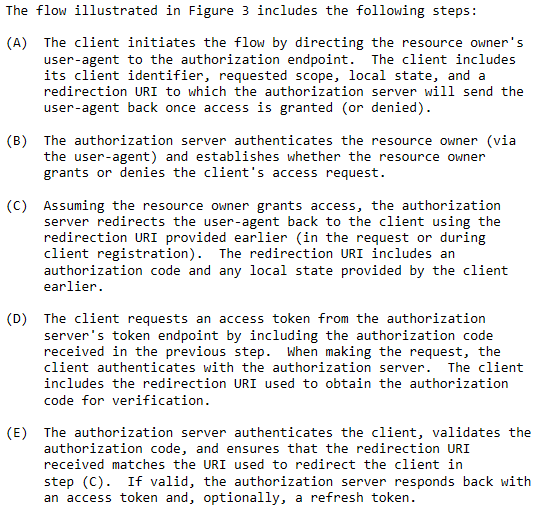 The flow illustrated in Figure 3 includes the following steps:
(A) The client initiates the flow by directing the resource owner's
user-agent to the authorization endpoint. The client includes
its client identifier, requested scope, local state, and a
redirection URI to which the authorization server will send the
user-agent back once access is granted (or denied).
(B) The authorization server authenticates the resource owner (via
the user-agent) and establishes whether the resource owner
grants or denies the client's access request.
(C) Assuming the resource owner grants access, the authorization
server redirects the user-agent back to the client using the
redirection URI provided earlier (in the request or during
client registration). The redirection URI includes an
authorization code and any local state provided by the client
earlier.
(D) The client requests an access token from the authorization
server's token endpoint by including the authorization code
received in the previous step. When making the request, the
client authenticates with the authorization server. The client
includes the redirection URI used to obtain the authorization
code for verification.
(E) The authorization server authenticates the client, validates the
authorization code, and ensures that the redirection URI
received matches the URI used to redirect the client in
step (C). If valid, the authorization server responds back with
an access token and, optionally, a refresh token.